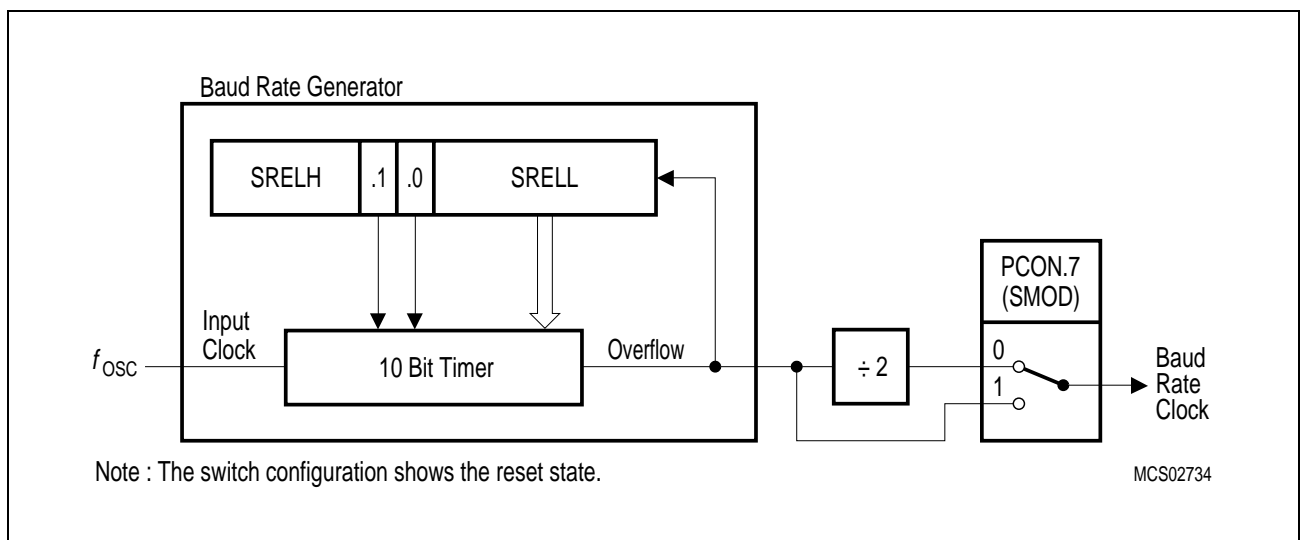 Baud Rate Generator
SRELH .1 .0 SRELL
PCON.7
(SMOD)
Input
Clock
f OSC
10 Bit Timer
Overflow
÷ 2
0
1
Baud
Rate
Clock
Note : The switch configuration shows the reset state.
MCS02734